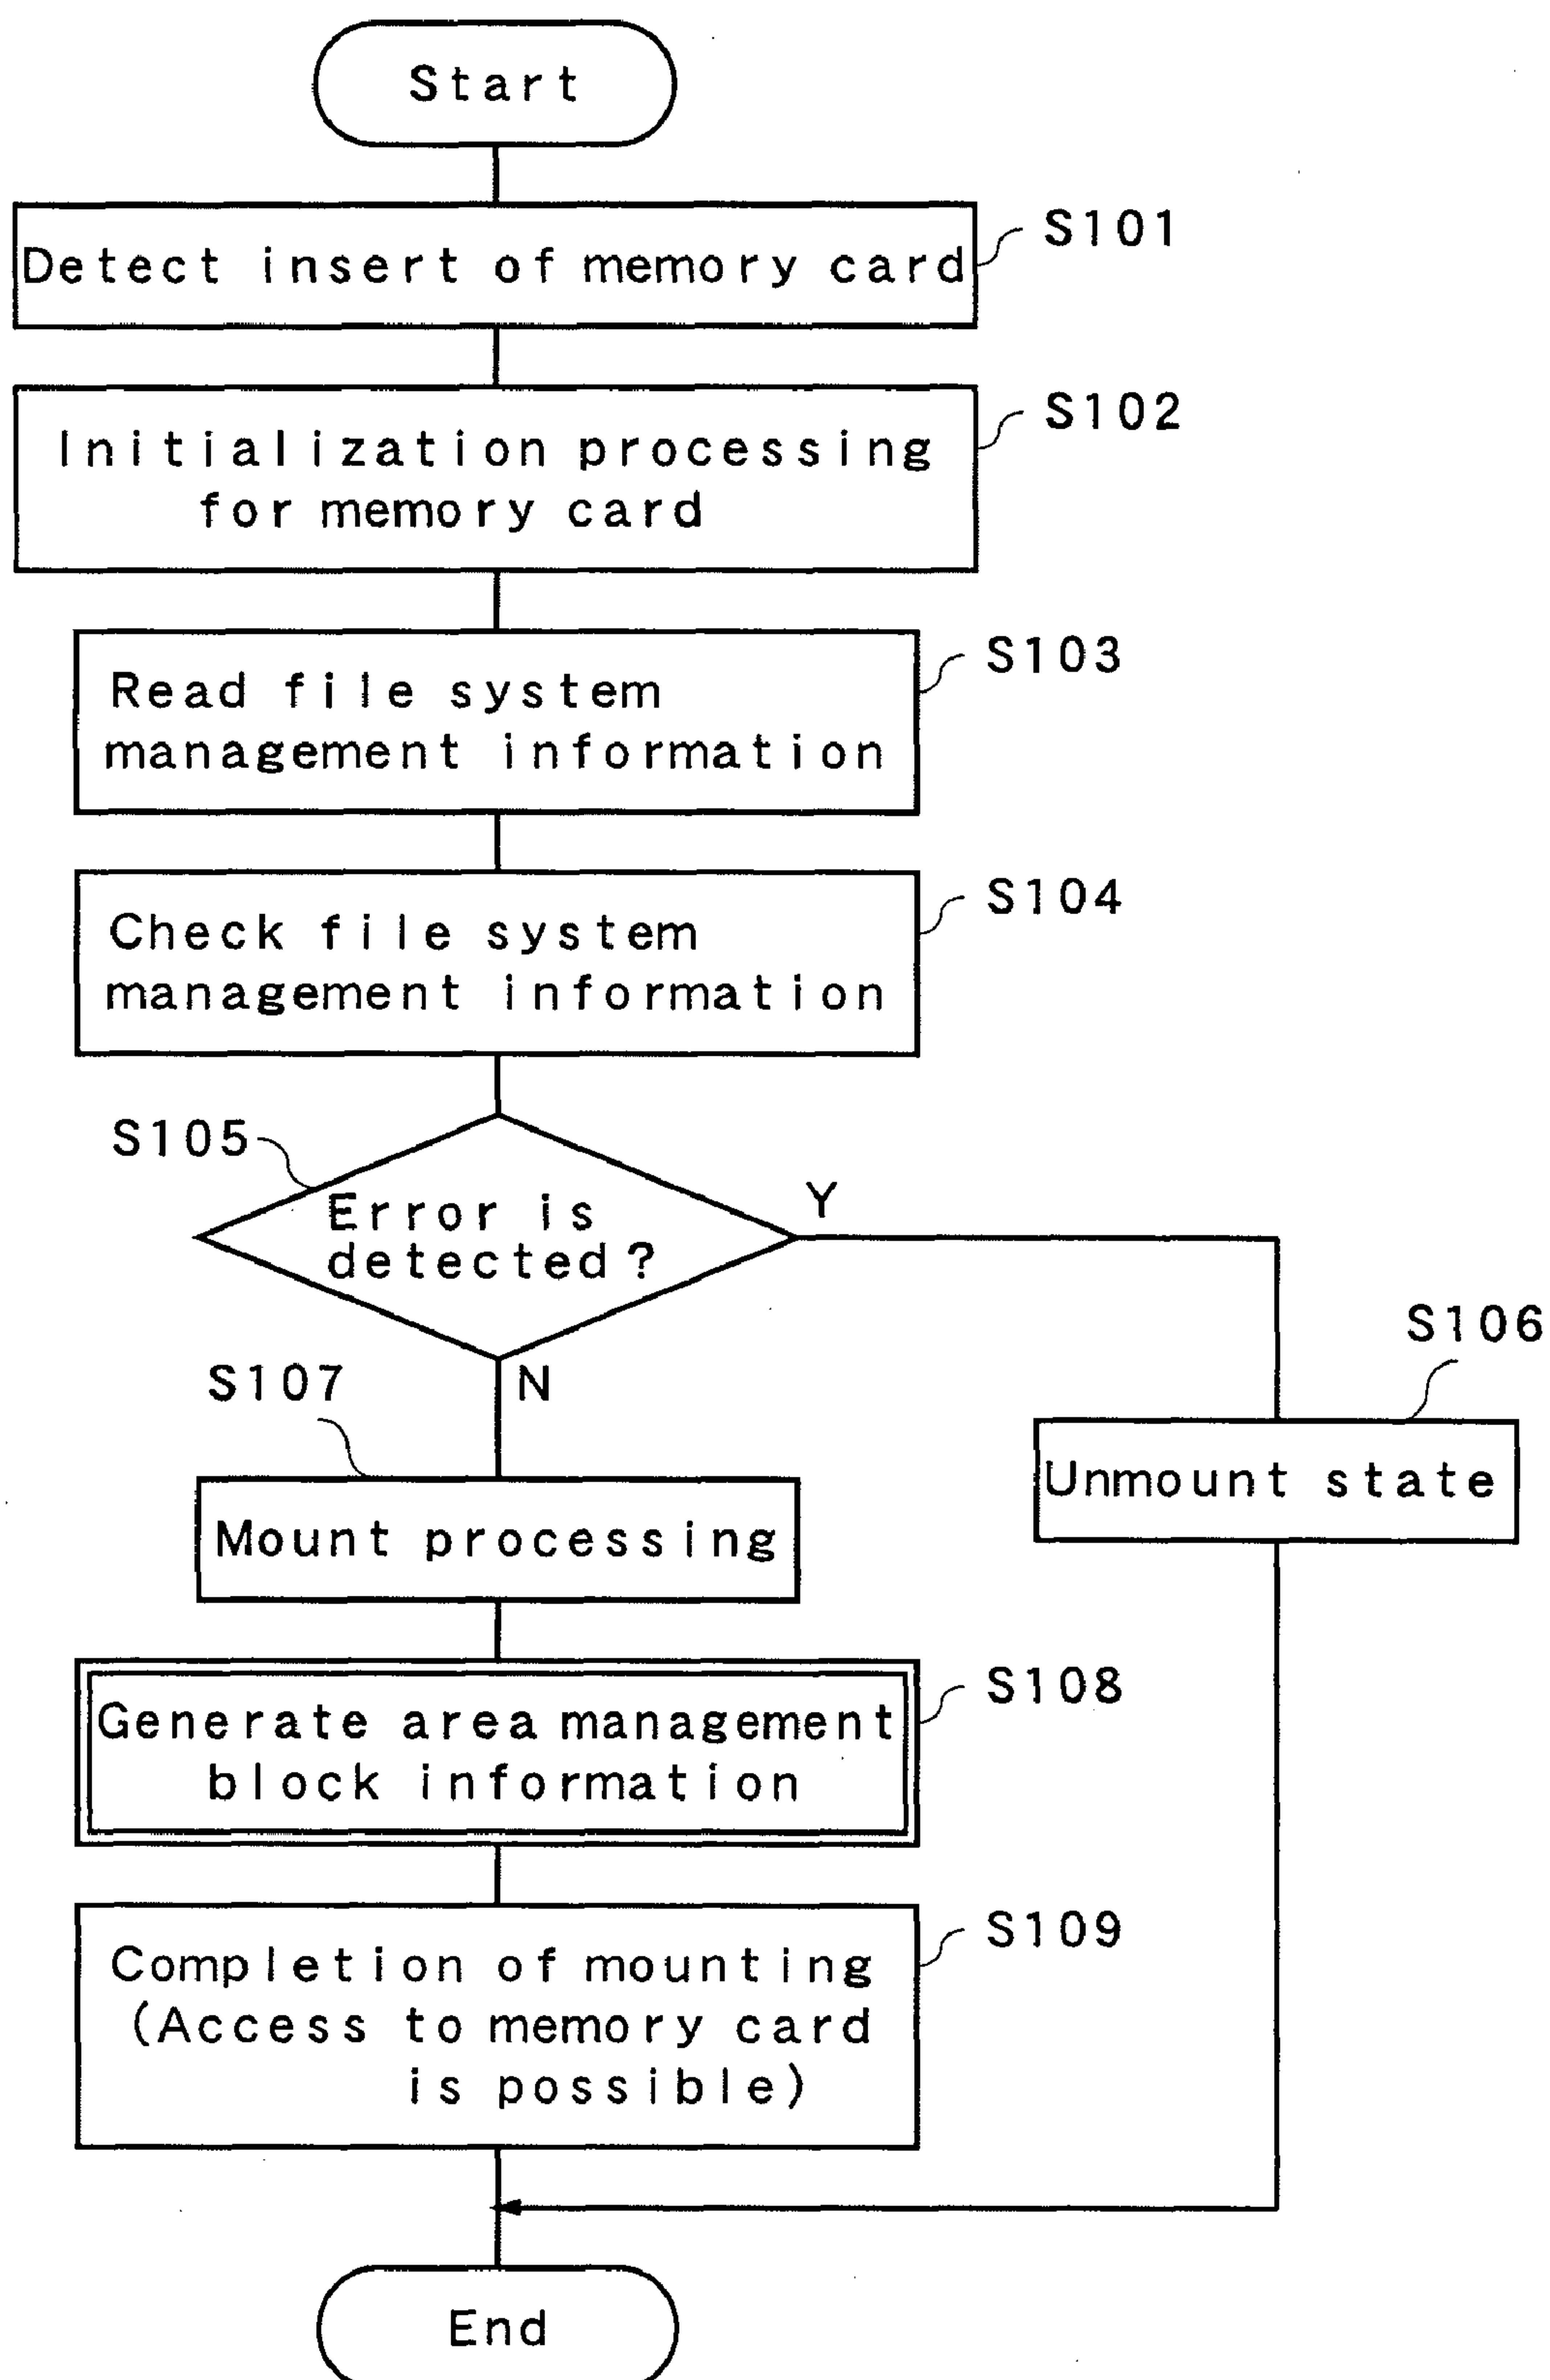 Start
Detect insert of memory card
S101
Initialization processing
for memory card
S102
Read file system
management information
S103
Check file system
management information
S104
S105
Error is
detected?
Y
N
S106
Unmount state
S107
Mount processing
Generate area management
block information
S108
Completion of mounting
(Access to memory card
is possible)
S109
End